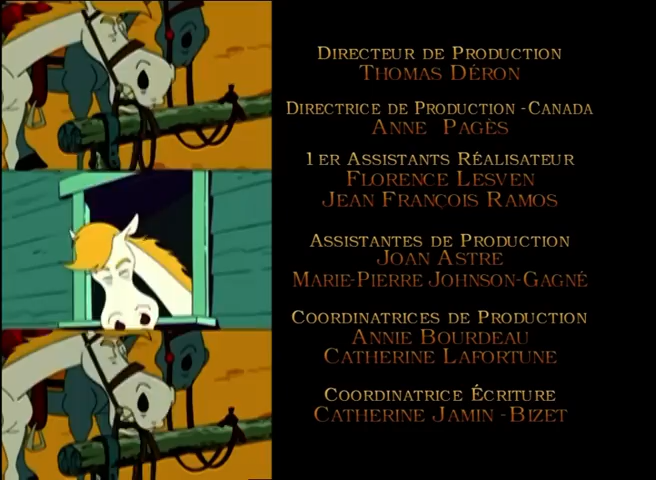 Directeur de Production
Thomas Déron
Directrice de Production -Canada
Anne Pagès
1er Assistants Réalisateur
Florence Lesven
Jean François Ramos
Assistantes de Production
Joan Astre
Marie-Pierre Johnson-Gagné
Coordinatrices de Production
Annie Bourdeau
Catherine Lafortune
Coordinatrice Écriture
Catherine Jamin -Bizet